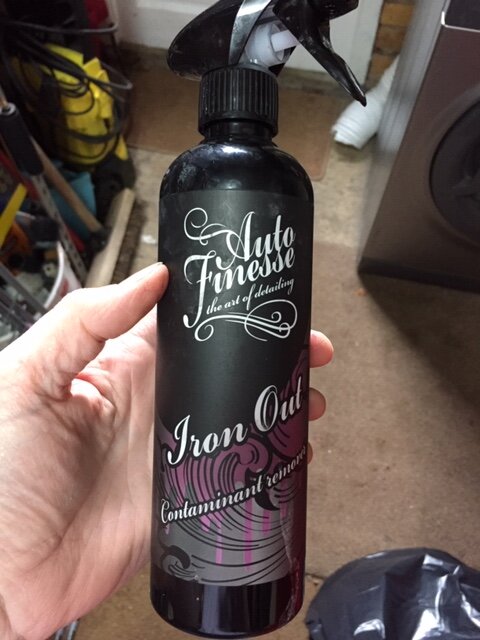 Auto
Finesse
the art of detailing
Iron Out
Contaminant remover